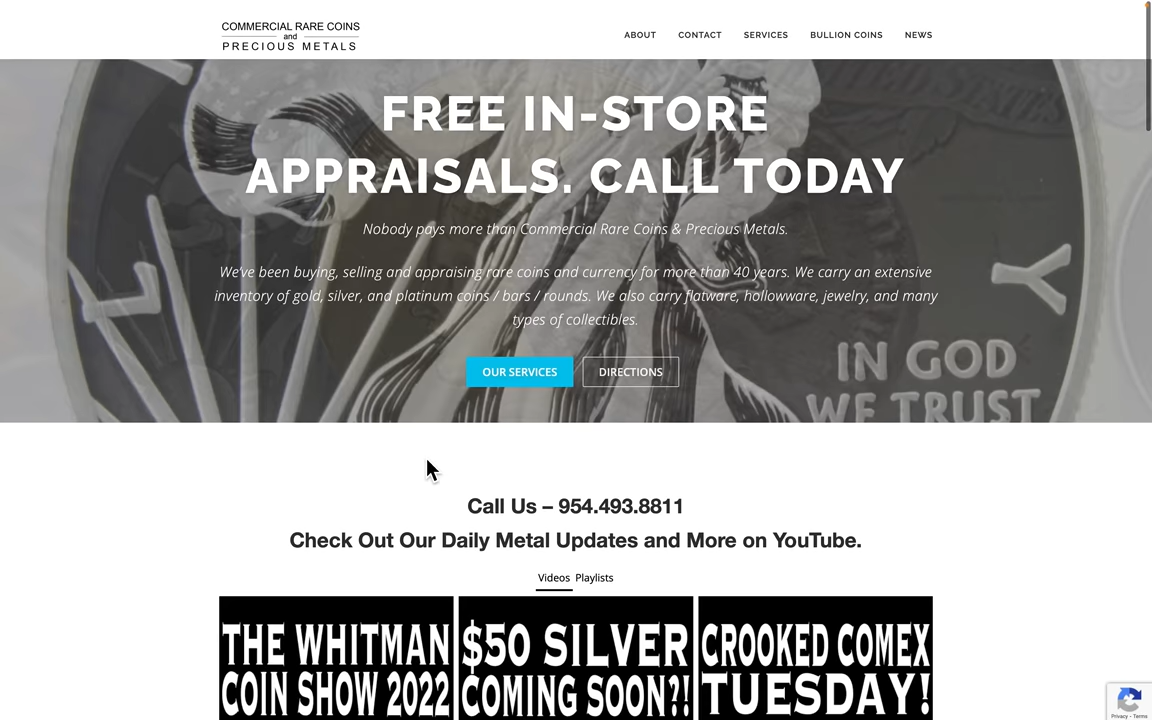 COMMERCIAL RARE COINS
and
PRECIOUS METALS
ABOUT CONTACT SERVICES BULLION COINS NEWS
FREE IN-STORE
APPRAISALS. CALL TODAY
Nobody pays more than Commercial Rare Coins & Precious Metals.
We've been buying, selling and appraising rare coins and currency for more than 40 years. We carry an extensive
inventory of gold, silver, and platinum coins / bars / rounds. We also carry flatware, hollowware, jewelry, and many
types of collectibles.
OUR SERVICES DIRECTIONS
L
Y
IN GOD
WE TRUST
Call Us – 954.493.8811
Check Out Our Daily Metal Updates and More on YouTube.
Videos Playlists
THE WHITMAN
COIN SHOW 2022
$50 SILVER
COMING SOON?!
CROOKED COMEX
TUESDAY!
Privacy - Terms